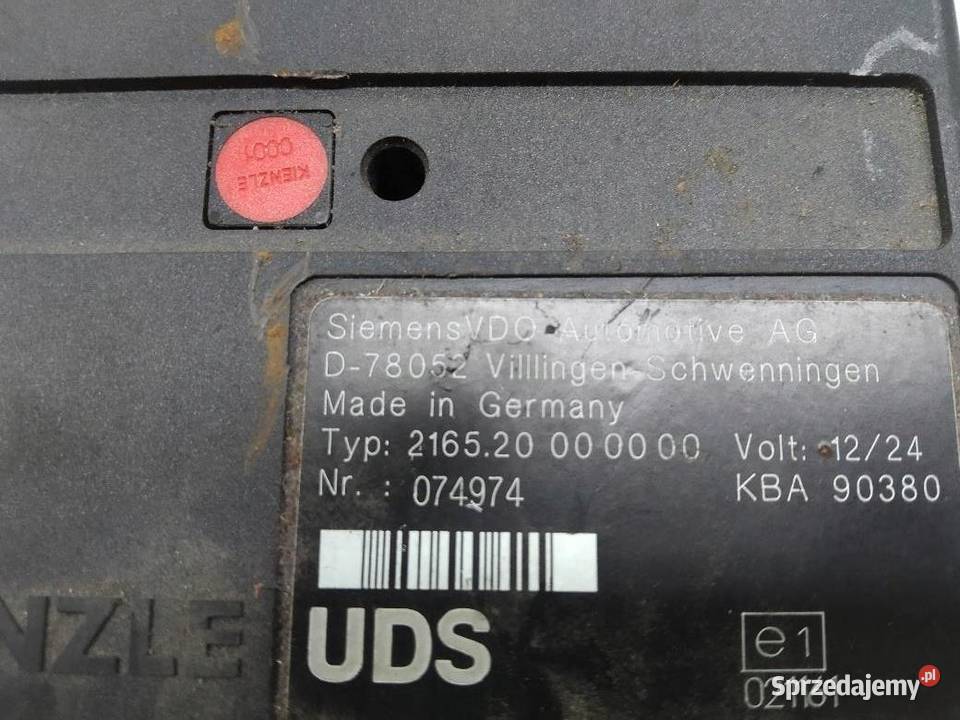 KIENZLE
0001
SiemensVDO Automotive AG
D-78052 Villlingen-Schwenningen
Made in Germany
Typ: 2165.20 00 00 00 00 Volt: 12/24
Nr. : 074974 KBA 90380
NZLE
UDS
e1
Sprzedajemy.pl